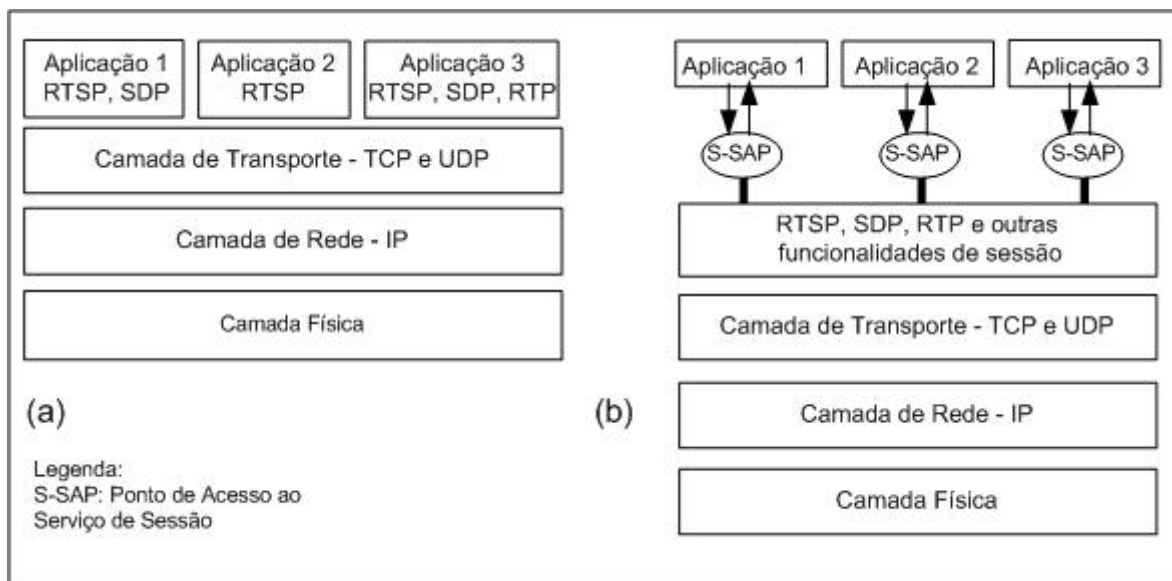 Aplicação 1
RTSP, SDP
Aplicação 2
RTSP
Aplicação 3
RTSP, SDP, RTP
Camada de Transporte - TCP e UDP
Camada de Rede - IP
Camada Física
(a)
Legenda:
S-SAP: Ponto de Acesso ao
Serviço de Sessão
Aplicação 1
Aplicação 2
Aplicação 3
S-SAP
S-SAP
S-SAP
RTSP, SDP, RTP e outras
funcionalidades de sessão
Camada de Transporte - TCP e UDP
Camada de Rede - IP
Camada Física
(b)